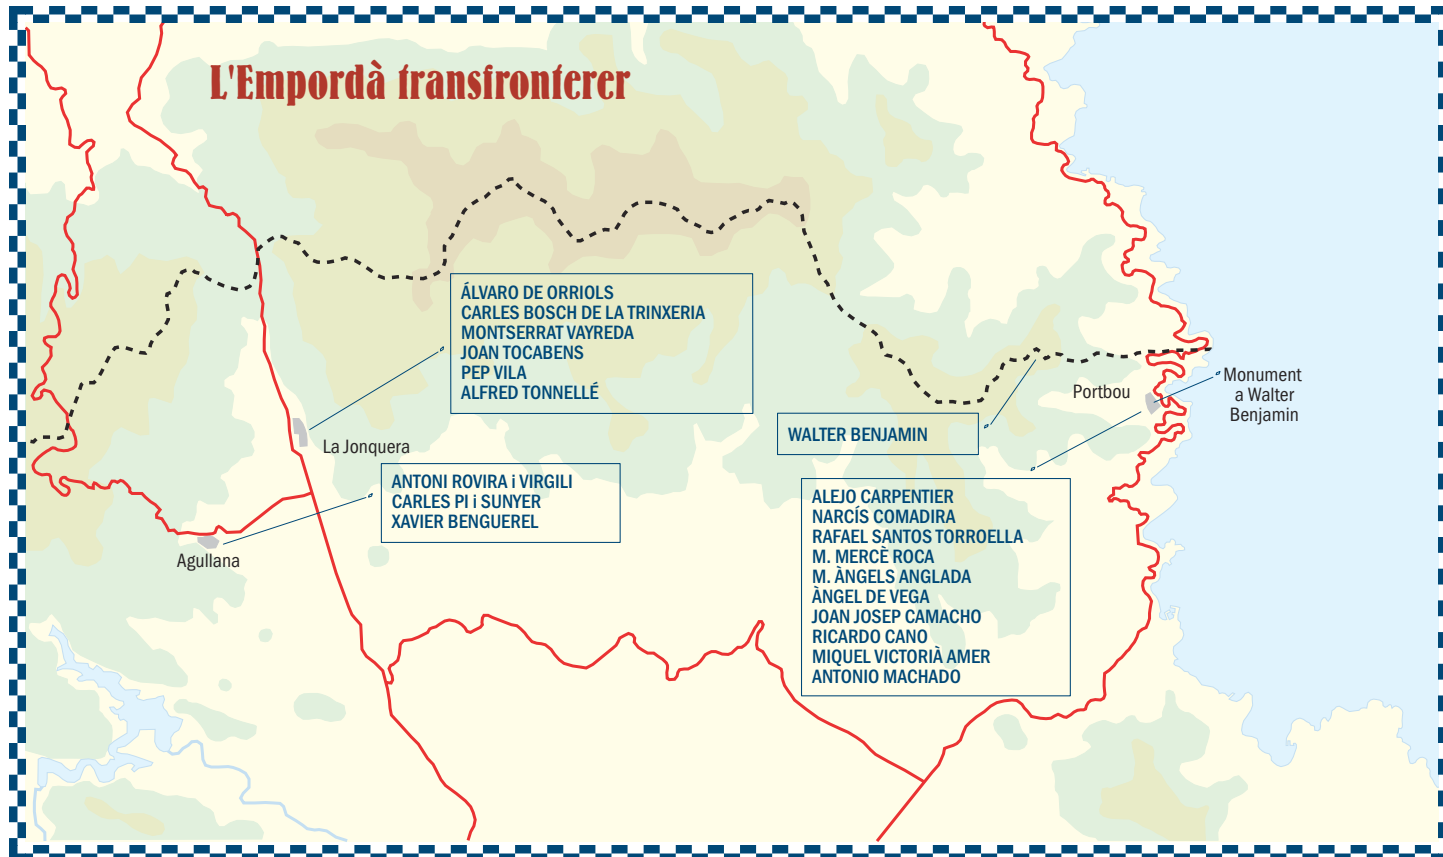 L'Empordà transfronterer
ÁLVARO DE ORRIOLS
CARLES BOSCH DE LA TRINXERIA
MONTSERRAT VAYREDA
JOAN TOCABENS
PEP VILA
ALFRED TONNELLÉ
La Jonquera
ANTONI ROVIRA i VIRGILI
CARLES PI i SUNYER
XAVIER BENGUEREL
Agullana
WALTER BENJAMIN
Portbou
Monument
a Walter
Benjamin
ALEJO CARPENTIER
NARCÍS COMADIRA
RAFAEL SANTOS TORROELLA
M. MERCÈ ROCA
M. ÀNGELS ANGLADA
ÀNGEL DE VEGA
JOAN JOSEP CAMACHO
RICARDO CANO
MIQUEL VICTORIÀ AMER
ANTONIO MACHADO